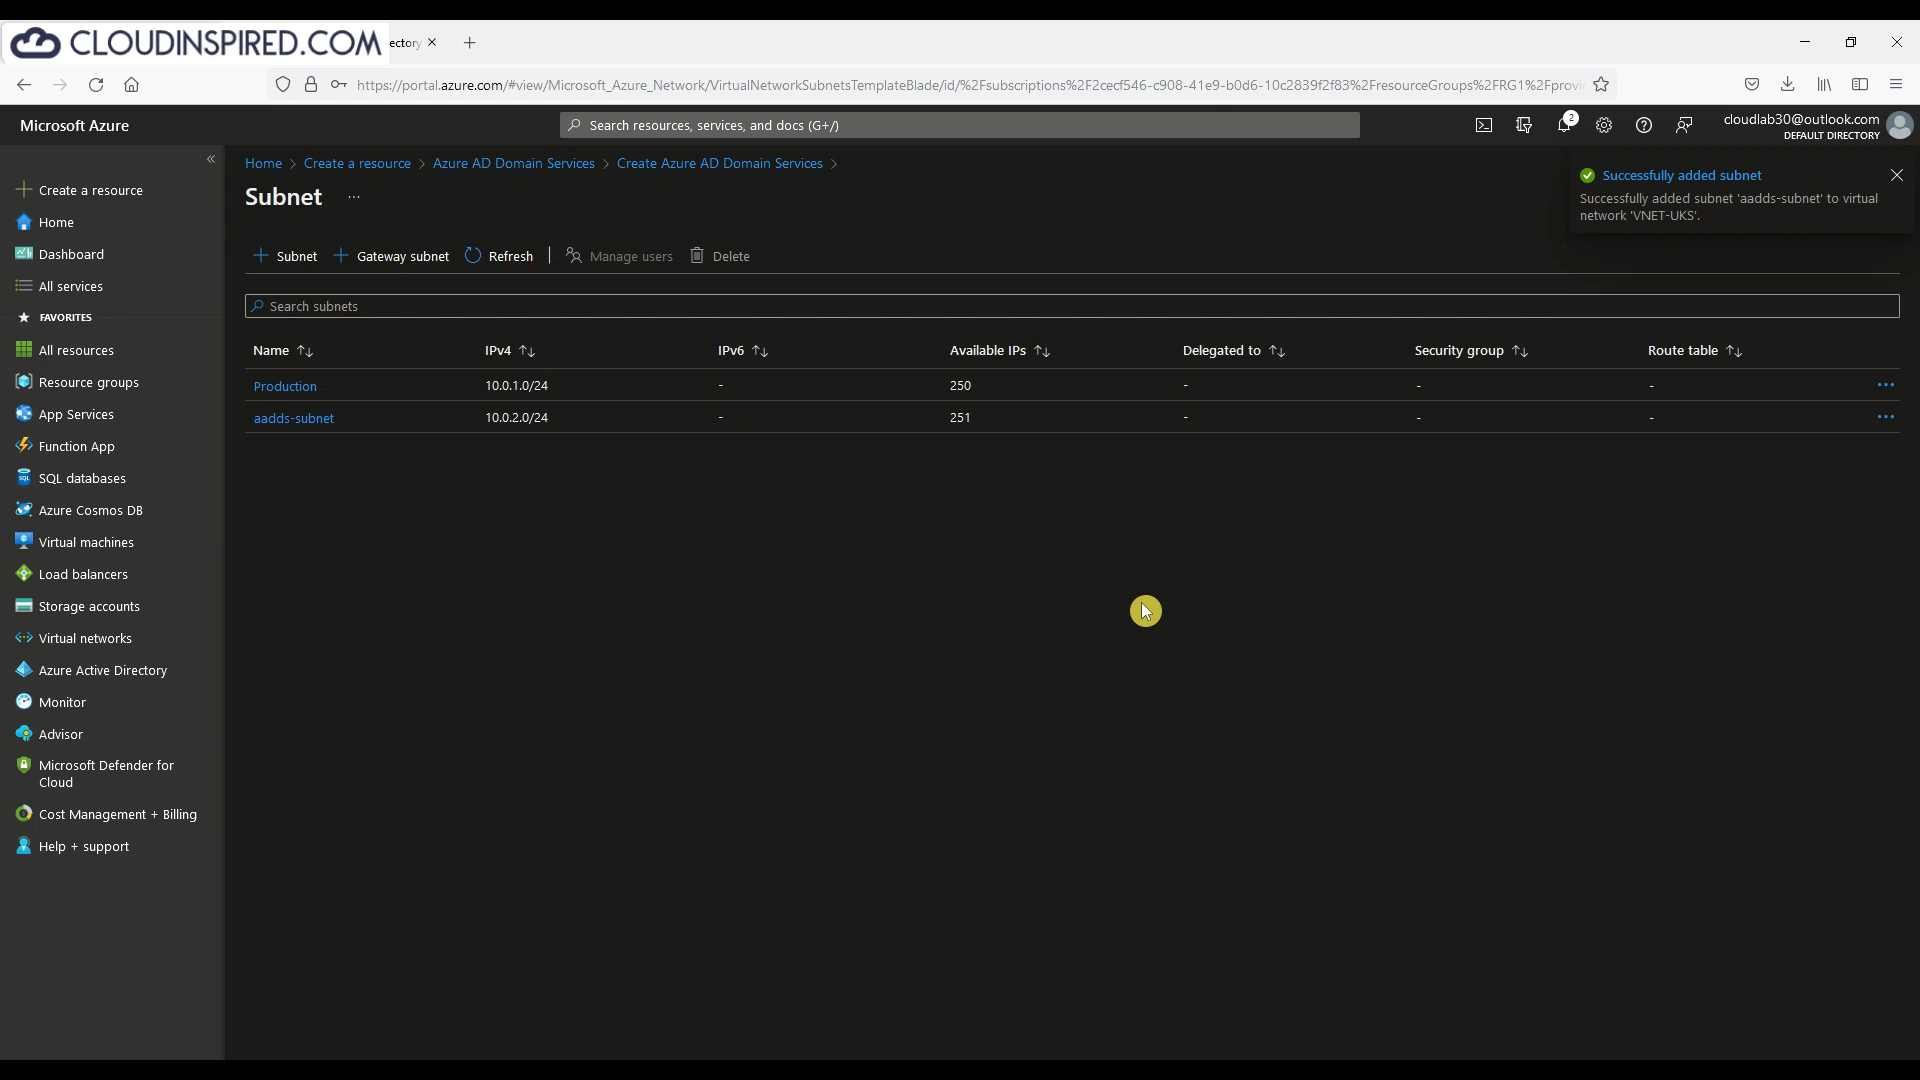 CLOUDINSPIRED.COM
ectory
https://portal.azure.com/#view/Microsoft_Azure_Network/VirtualNetworkSubnetsTemplateBlade/id/%2Fsubscriptions%2F2cecf546-c908-41e9-b0d6-10c2839f2f83%2FresourceGroups%2FRG1%2Fprovi
Microsoft Azure
Search resources, services, and docs (G+/)
2
cloudlab30@outlook.com
DEFAULT DIRECTORY
Home > Create a resource > Azure AD Domain Services > Create Azure AD Domain Services >
Subnet ...
Successfully added subnet
Successfully added subnet 'aadds-subnet' to virtual
network 'VNET-UKS'.
+ Subnet + Gateway subnet Refresh | Manage users Delete
Search subnets
Name IPv4 IPv6 Available IPs Delegated to Security group Route table
Production 10.0.1.0/24 - 250 - - - ...
aadds-subnet 10.0.2.0/24 - 251 - - - ...
«
Create a resource
Home
Dashboard
All services
FAVORITES
All resources
Resource groups
App Services
Function App
SQL databases
Azure Cosmos DB
Virtual machines
Load balancers
Storage accounts
Virtual networks
Azure Active Directory
Monitor
Advisor
Microsoft Defender for
Cloud
Cost Management + Billing
Help + support